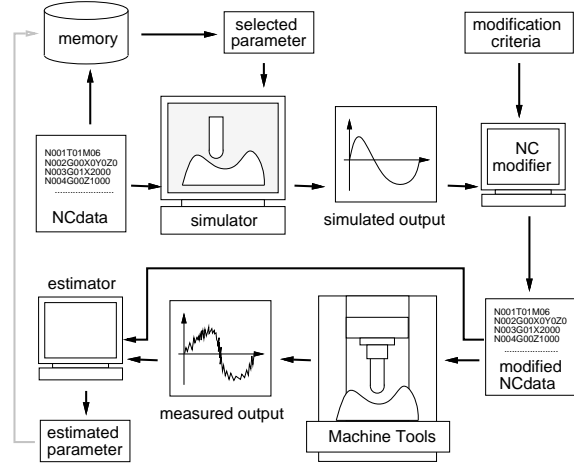 memory
selected
parameter
modification
criteria
N001T01M06
N002G00X0Y0Z0
N003G01X2000
N004G00Z1000
NCdata
simulator
simulated output
NC
modifier
estimator
measured output
Machine Tools
N001T01M06
N002G00X0Y0Z0
N003G01X2000
N004G00Z1000
modified
NCdata
estimated
parameter